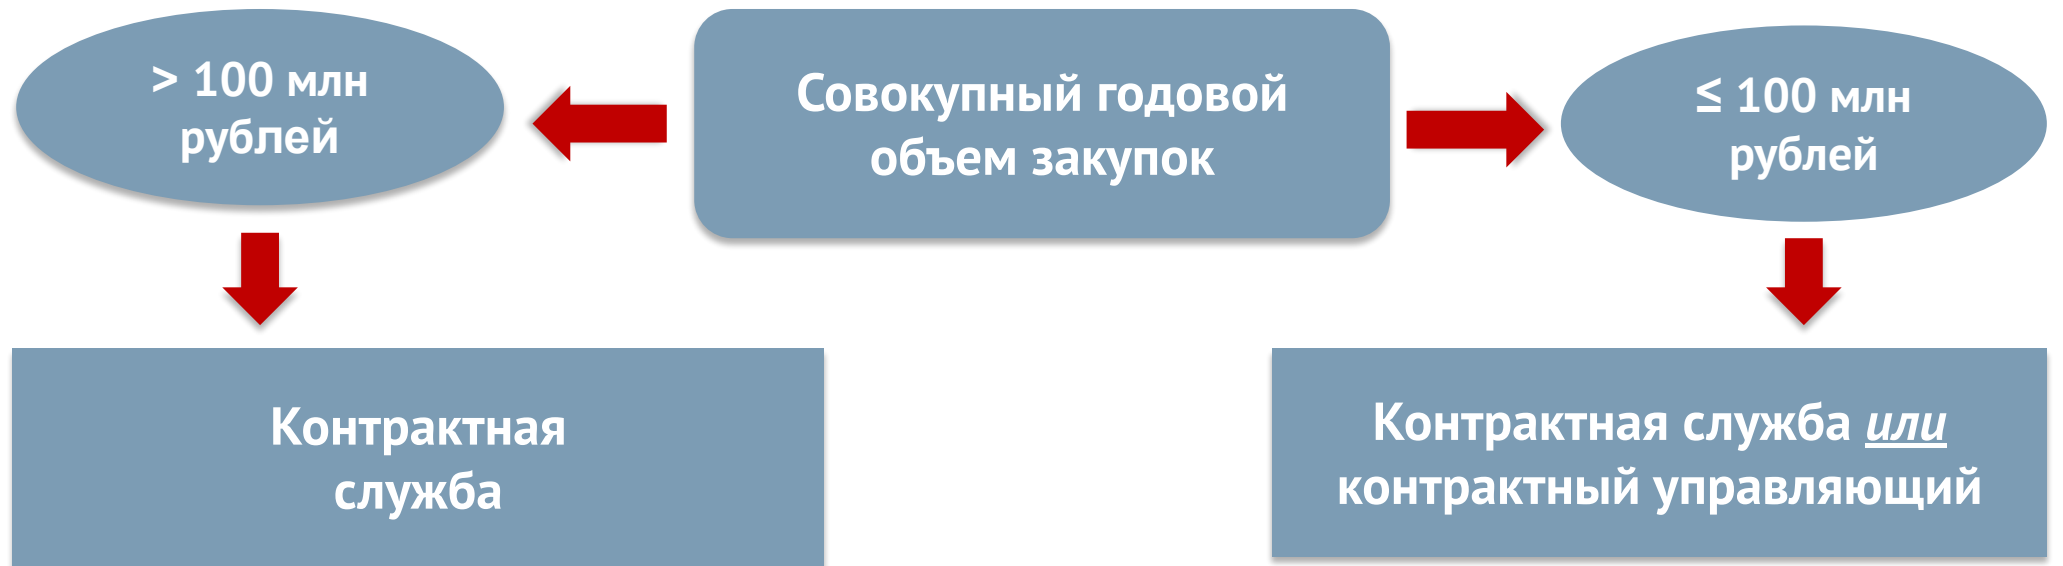 > 100 млн
рублей
Совокупный годовой
объем закупок
≤ 100 млн
рублей
Контрактная
служба
Контрактная служба или
контрактный управляющий